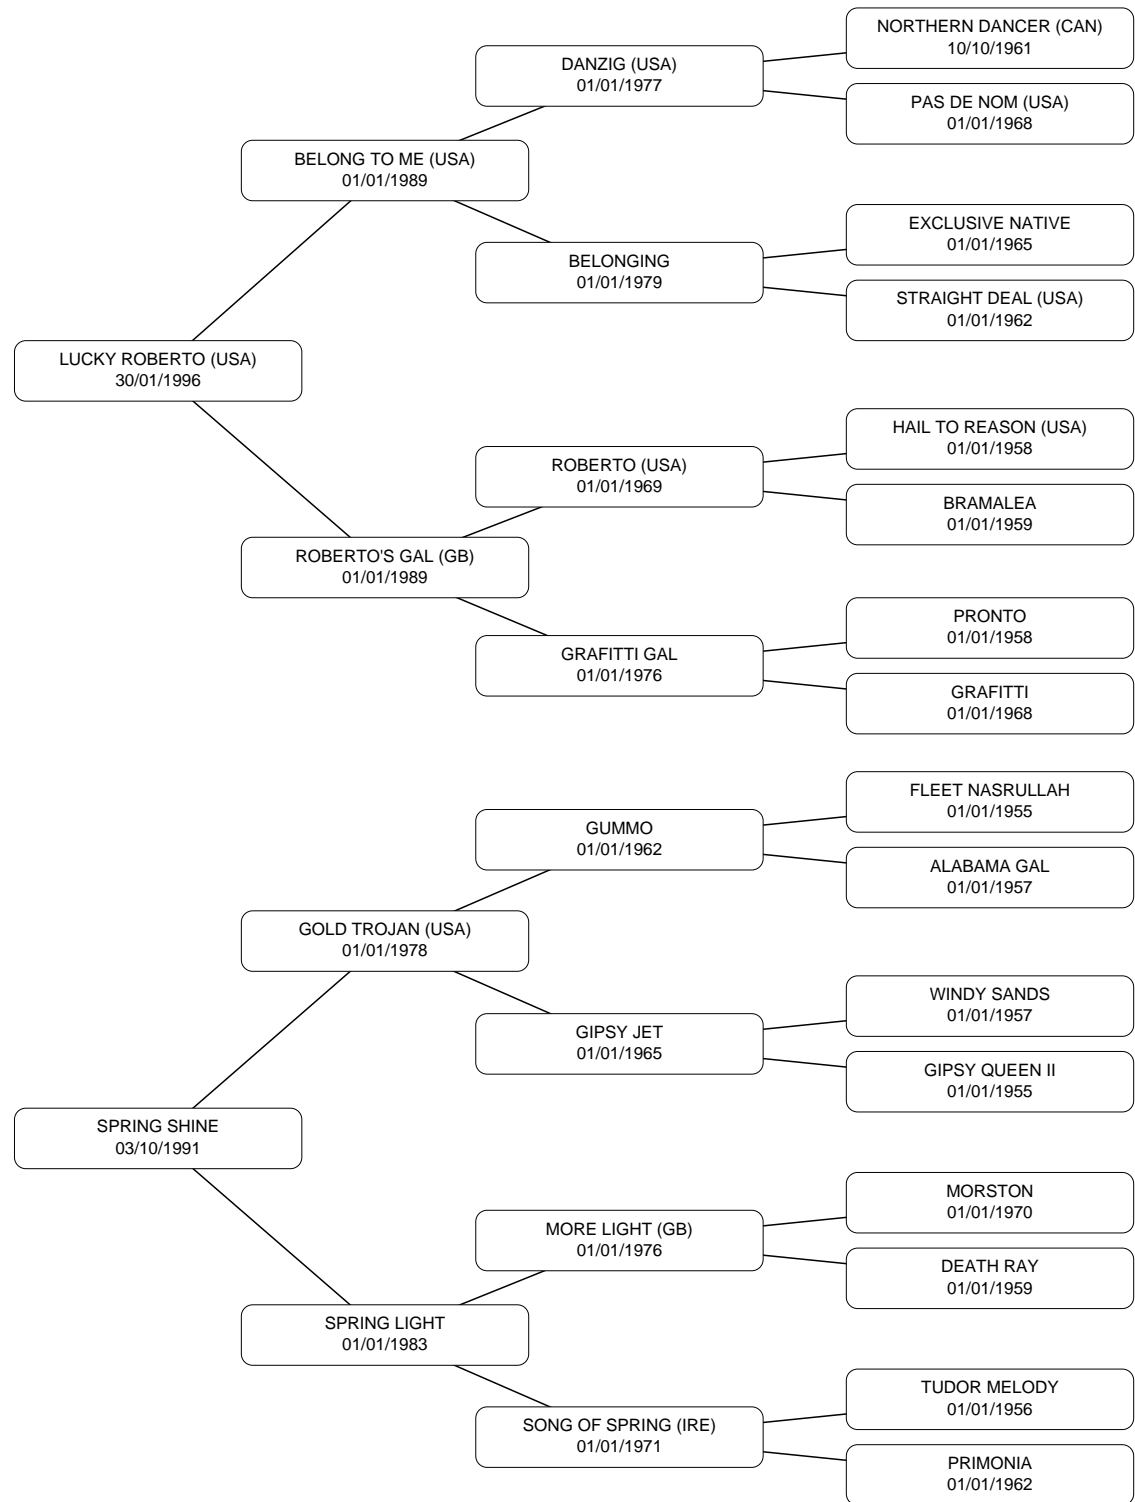 NORTHERN DANCER (CAN)
10/10/1961
DANZIG (USA)
01/01/1977
PAS DE NOM (USA)
01/01/1968
BELONG TO ME (USA)
01/01/1989
EXCLUSIVE NATIVE
01/01/1965
BELONGING
01/01/1979
STRAIGHT DEAL (USA)
01/01/1962
LUCKY ROBERTO (USA)
30/01/1996
HAIL TO REASON (USA)
01/01/1958
ROBERTO (USA)
01/01/1969
BRAMALEA
01/01/1959
ROBERTO'S GAL (GB)
01/01/1989
PRONTO
01/01/1958
GRAFITTI GAL
01/01/1976
GRAFITTI
01/01/1968
FLEET NASRULLAH
01/01/1955
GUMMO
01/01/1962
ALABAMA GAL
01/01/1957
GOLD TROJAN (USA)
01/01/1978
WINDY SANDS
01/01/1957
GIPSY JET
01/01/1965
GIPSY QUEEN II
01/01/1955
SPRING SHINE
03/10/1991
MORSTON
01/01/1970
MORE LIGHT (GB)
01/01/1976
DEATH RAY
01/01/1959
SPRING LIGHT
01/01/1983
TUDOR MELODY
01/01/1956
SONG OF SPRING (IRE)
01/01/1971
PRIMONIA
01/01/1962